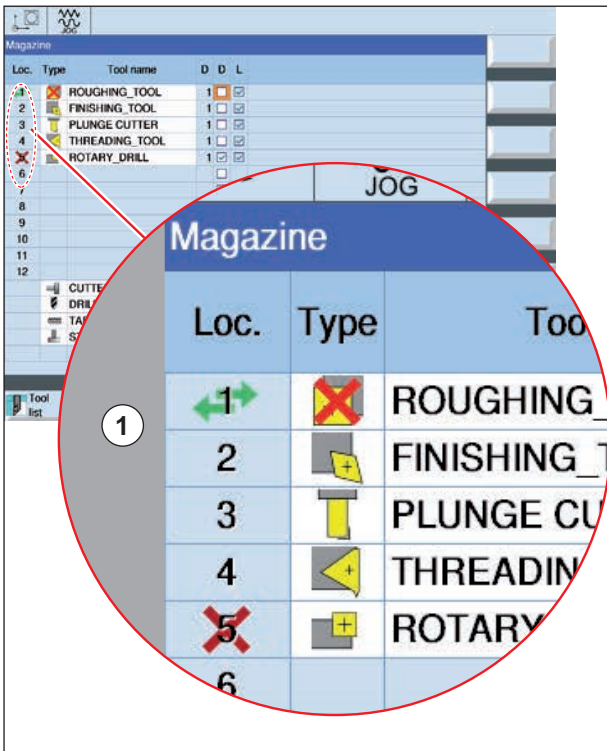 JOG
Magazine
Loc. Type Tool name D D L
1 ROUGHING_TOOL 1
2 FINISHING_TOOL 1
3 PLUNGE CUTTER 1
4 THREADING_TOOL 1
5 ROTARY_DRILL 1
6
7
8
9
10
11
12
CUTTE
DRIL
TAP
Tool
list
1
JOG
Magazine
Loc. Type Too
1 ROUGHING_
2 FINISHING_T
3 PLUNGE CU
4 THREADIN
5 ROTARY
6